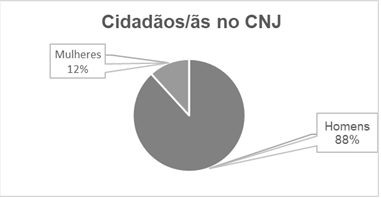 Cidadãos/ãs no CNJ
Mulheres
12%
Homens
88%